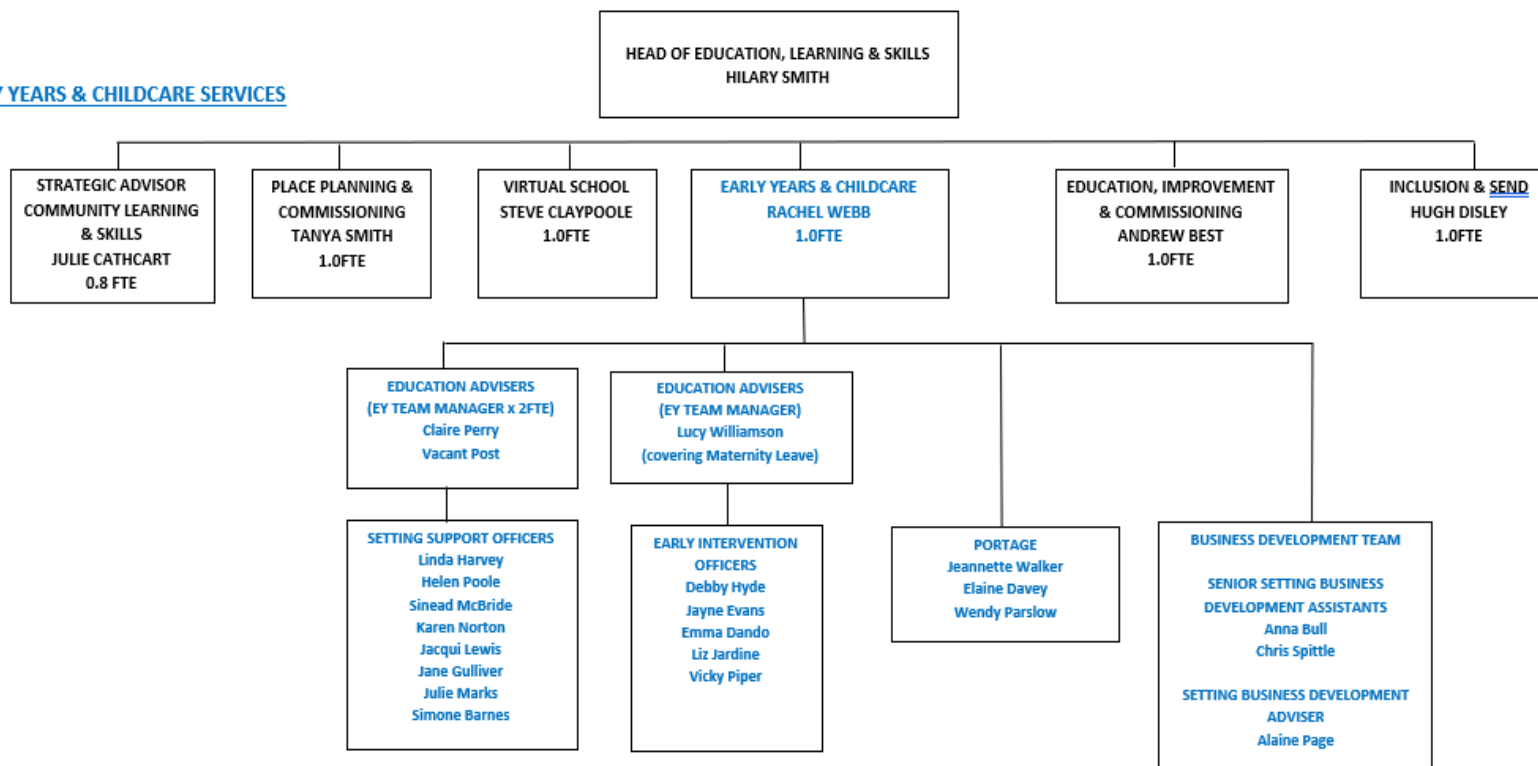 HEAD OF EDUCATION, LEARNING & SKILLS
HILARY SMITH
Y YEARS & CHILDCARE SERVICES
STRATEGIC ADVISOR
COMMUNITY LEARNING
& SKILLS
JULIE CATHCART
0.8 FTE
PLACE PLANNING &
COMMISSIONING
TANYA SMITH
1.0FTE
VIRTUAL SCHOOL
STEVE CLAYPOOLE
1.0FTE
EARLY YEARS & CHILDCARE
RACHEL WEBB
1.0FTE
EDUCATION, IMPROVEMENT
& COMMISSIONING
ANDREW BEST
1.0FTE
INCLUSION & SEND
HUGH DISLEY
1.0FTE
EDUCATION ADVISERS
(EY TEAM MANAGER x 2FTE)
Claire Perry
Vacant Post
EDUCATION ADVISERS
(EY TEAM MANAGER)
Lucy Williamson
(covering Maternity Leave)
SETTING SUPPORT OFFICERS
Linda Harvey
Helen Poole
Sinead McBride
Karen Norton
Jacqui Lewis
Jane Gulliver
Julie Marks
Simone Barnes
EARLY INTERVENTION
OFFICERS
Debby Hyde
Jayne Evans
Emma Dando
Liz Jardine
Vicky Piper
PORTAGE
Jeannette Walker
Elaine Davey
Wendy Parslow
BUSINESS DEVELOPMENT TEAM
SENIOR SETTING BUSINESS
DEVELOPMENT ASSISTANTS
Anna Bull
Chris Spittle
SETTING BUSINESS DEVELOPMENT
ADVISER
Alaine Page